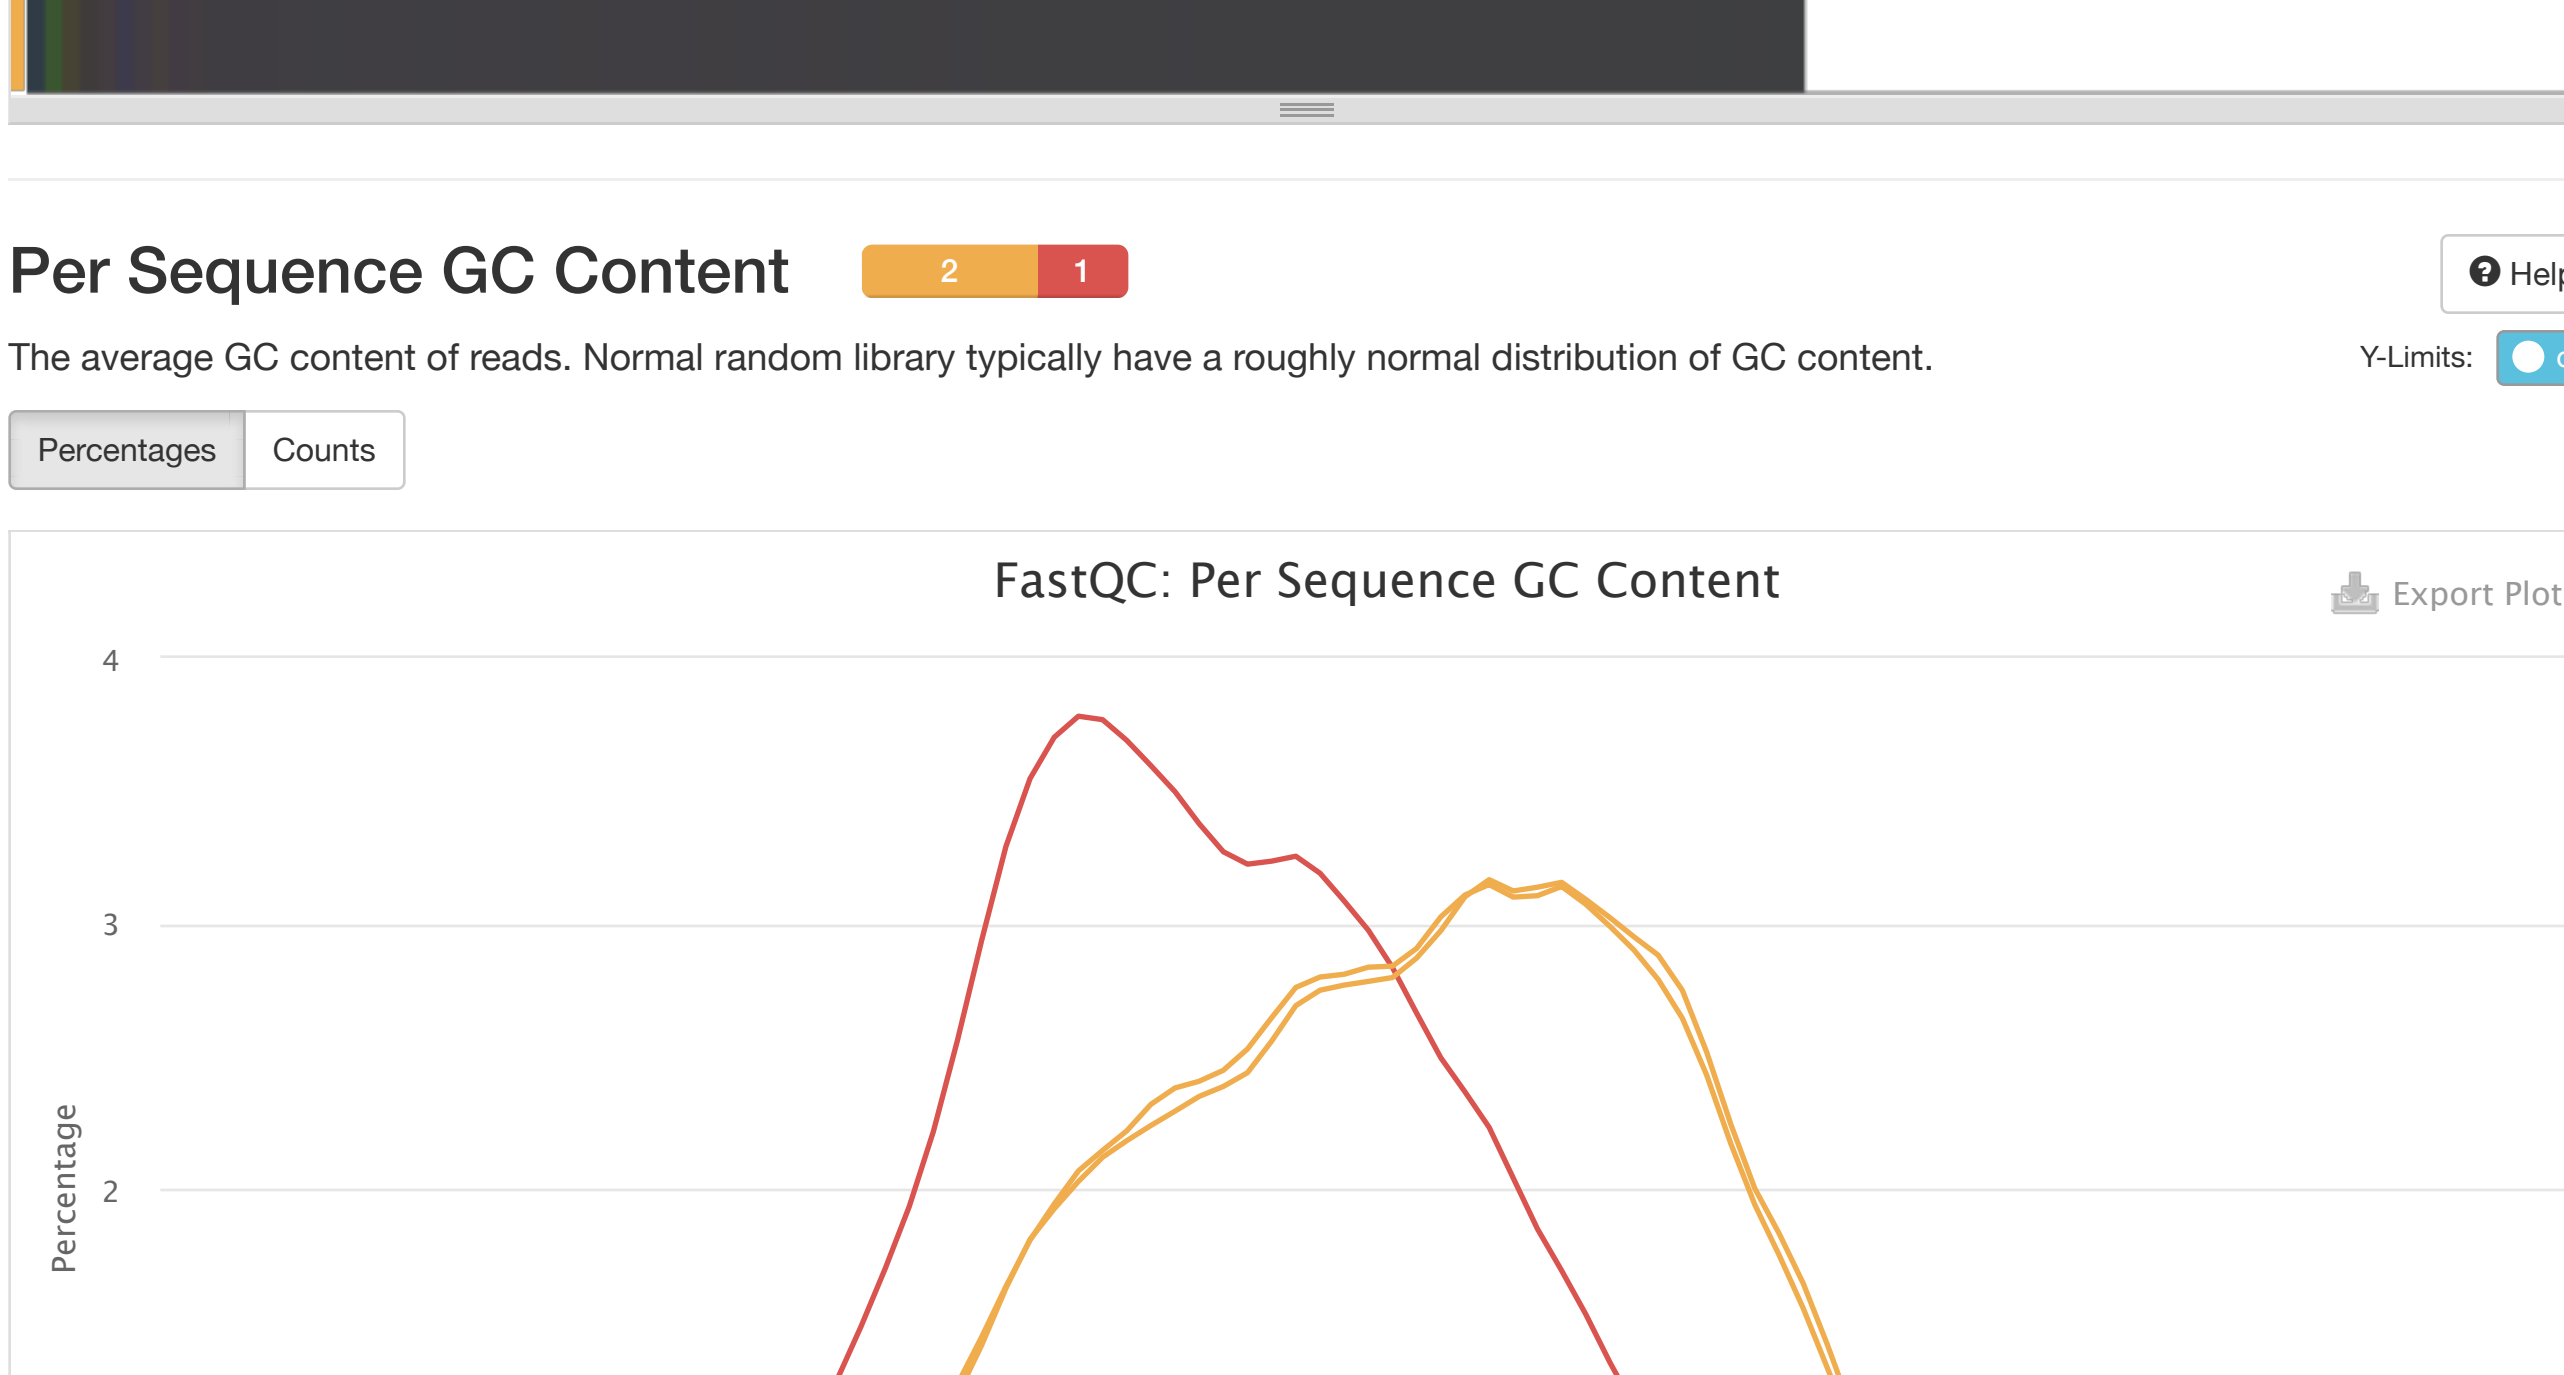 Per Sequence GC Content
2
1
Help
The average GC content of reads. Normal random library typically have a roughly normal distribution of GC content.
Y-Limits:
Percentages
Counts
FastQC: Per Sequence GC Content
Export Plot
4
3
2
Percentage